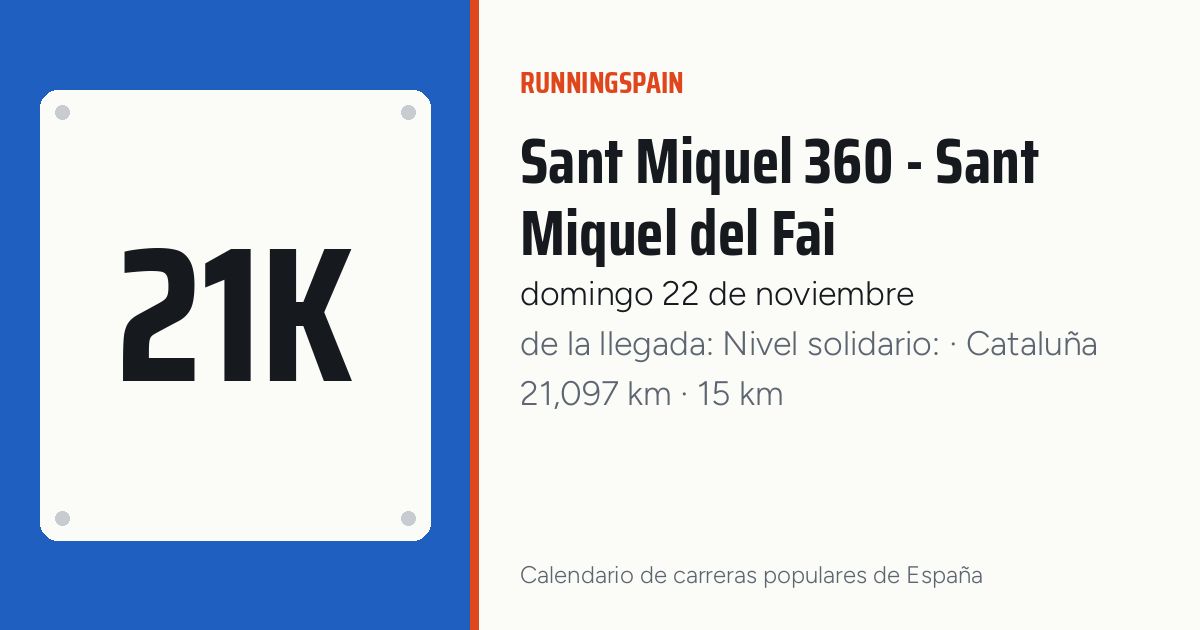 21K
RUNNINGSPAIN
Sant Miquel 360 - Sant
Miquel del Fai
domingo 22 de noviembre
de la llegada: Nivel solidario: · Cataluña
21,097 km · 15 km
Calendario de carreras populares de España